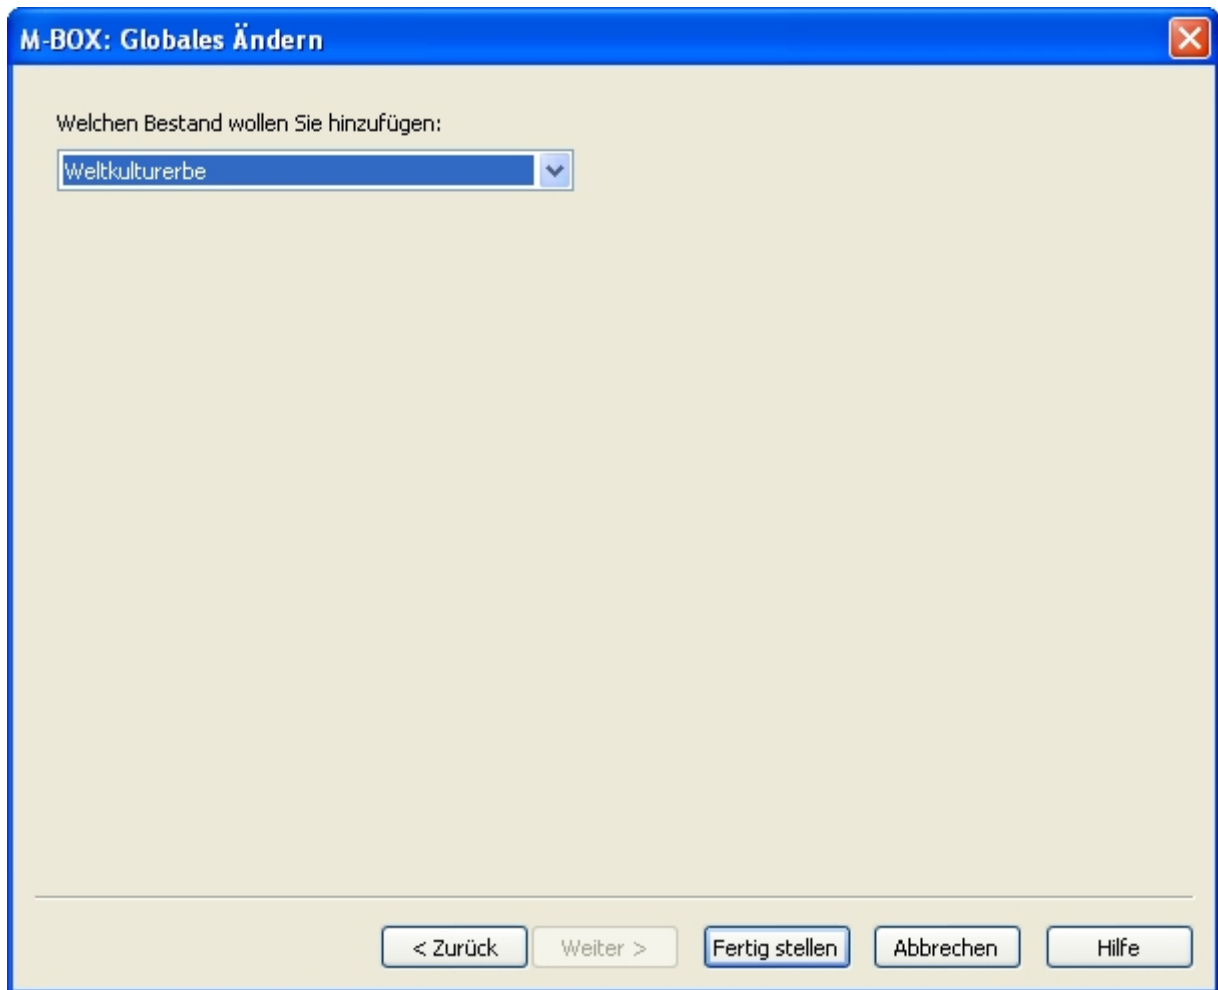 M-BOX: Globales Ändern
Welchen Bestand wollen Sie hinzufügen:
Weltkulturerbe
< Zurück Weiter > Fertig stellen Abbrechen Hilfe